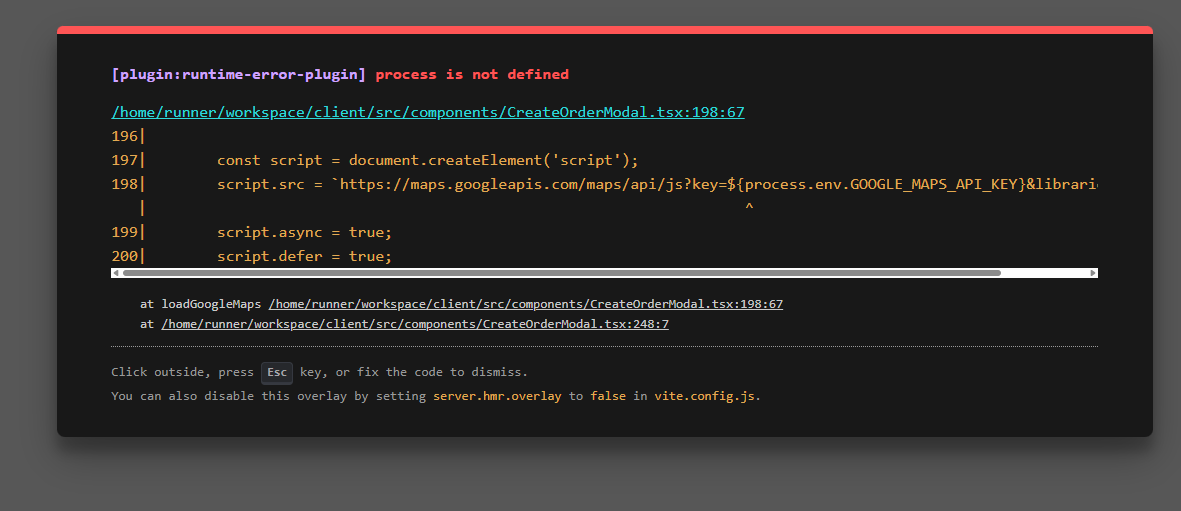 [plugin:runtime-error-plugin] process is not defined
/home/runner/workspace/client/src/components/CreateOrderModal.tsx:198:67
196|
197|        const script = document.createElement('script');
198|        script.src = `https://maps.googleapis.com/maps/api/js?key=${process.env.GOOGLE_MAPS_API_KEY}&librari
   |                                                                    ^
199|        script.async = true;
200|        script.defer = true;
at loadGoogleMaps /home/runner/workspace/client/src/components/CreateOrderModal.tsx:198:67
at /home/runner/workspace/client/src/components/CreateOrderModal.tsx:248:7
Click outside, press Esc key, or fix the code to dismiss.
You can also disable this overlay by setting server.hmr.overlay to false in vite.config.js.